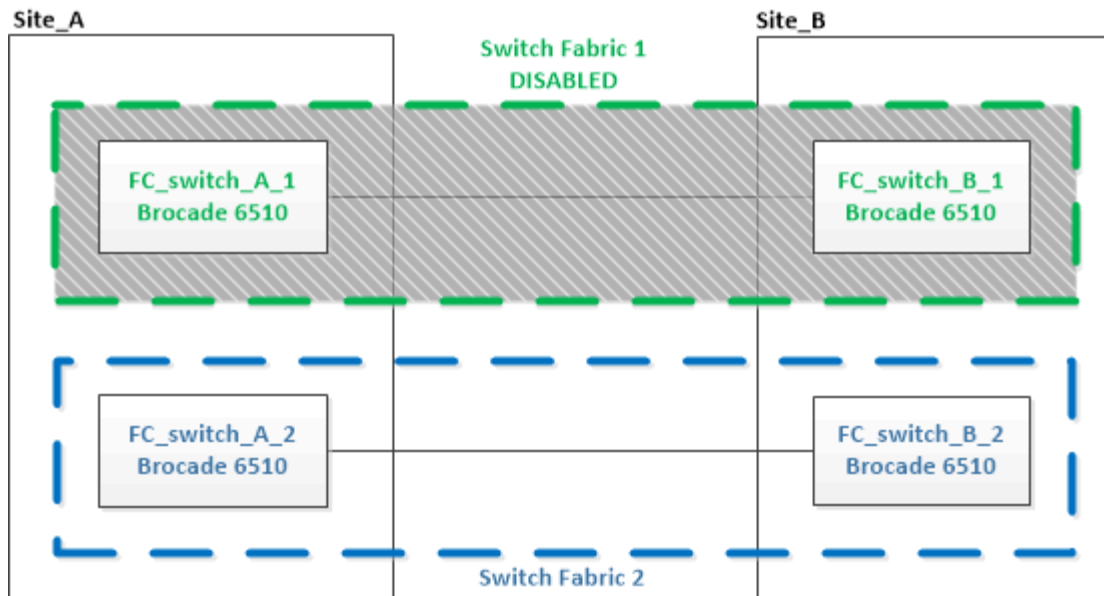 Site_A
Site_B
Switch Fabric 1
DISABLED
FC_switch_A_1
Brocade 6510
FC_switch_B_1
Brocade 6510
FC_switch_A_2
Brocade 6510
FC_switch_B_2
Brocade 6510
Switch Fabric 2